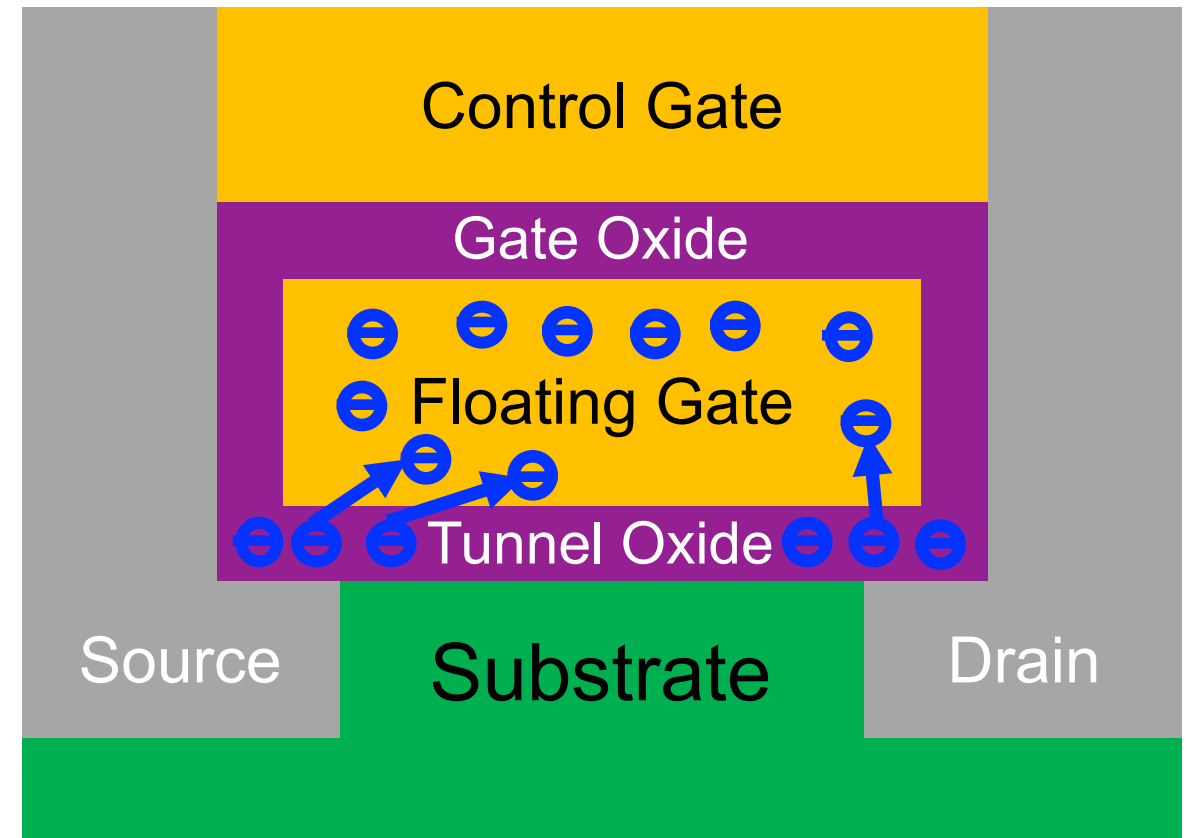 Control Gate
Gate Oxide
Floating Gate
Tunnel Oxide
Source
Substrate
Drain